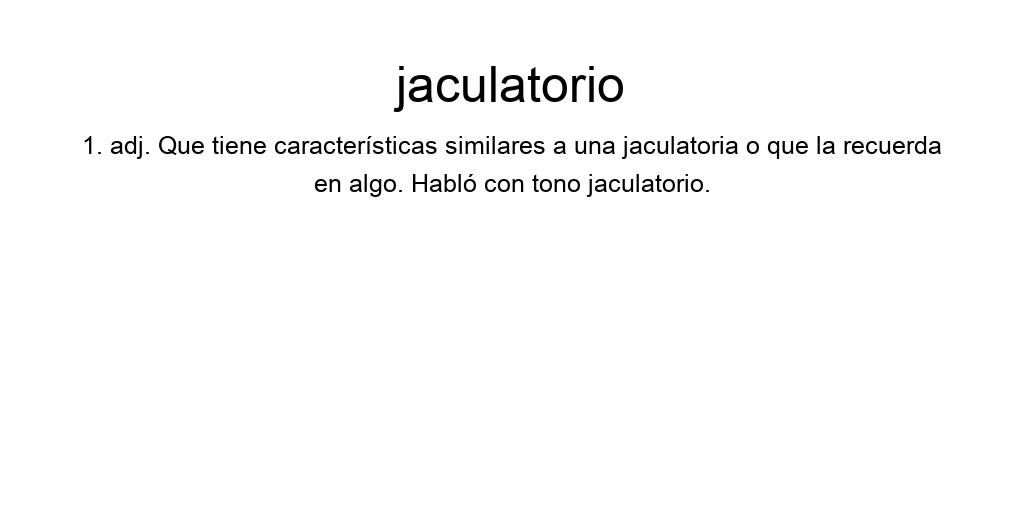 jaculatorio
1. adj. Que tiene características similares a una jaculatoria o que la recuerda
en algo. Habló con tono jaculatorio.